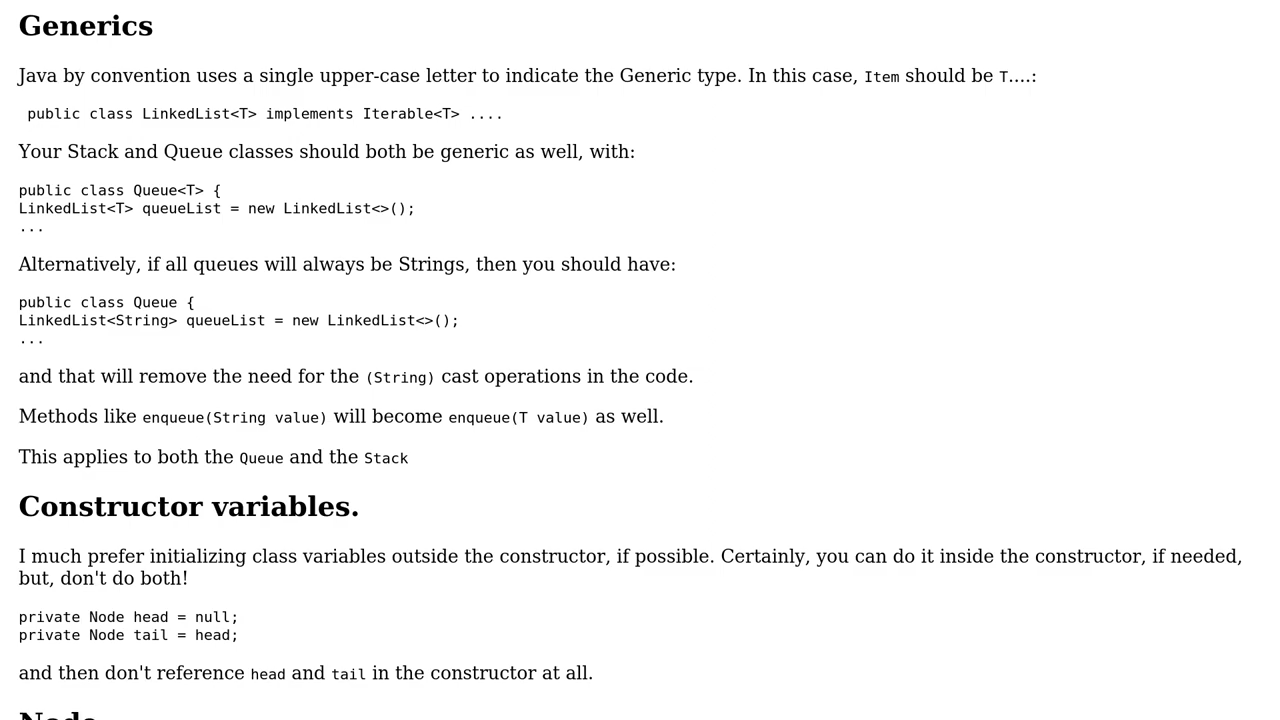 Generics
Java by convention uses a single upper-case letter to indicate the Generic type. In this case, Item should be T....:
public class LinkedList<T> implements Iterable<T> ....
Your Stack and Queue classes should both be generic as well, with:
public class Queue<T> {
LinkedList<T> queueList = new LinkedList<>();
...
Alternatively, if all queues will always be Strings, then you should have:
public class Queue {
LinkedList<String> queueList = new LinkedList<>();
...
and that will remove the need for the (String) cast operations in the code.
Methods like enqueue(String value) will become enqueue(T value) as well.
This applies to both the Queue and the Stack
Constructor variables.
I much prefer initializing class variables outside the constructor, if possible. Certainly, you can do it inside the constructor, if needed,
but, don't do both!
private Node head = null;
private Node tail = head;
and then don't reference head and tail in the constructor at all.
Node